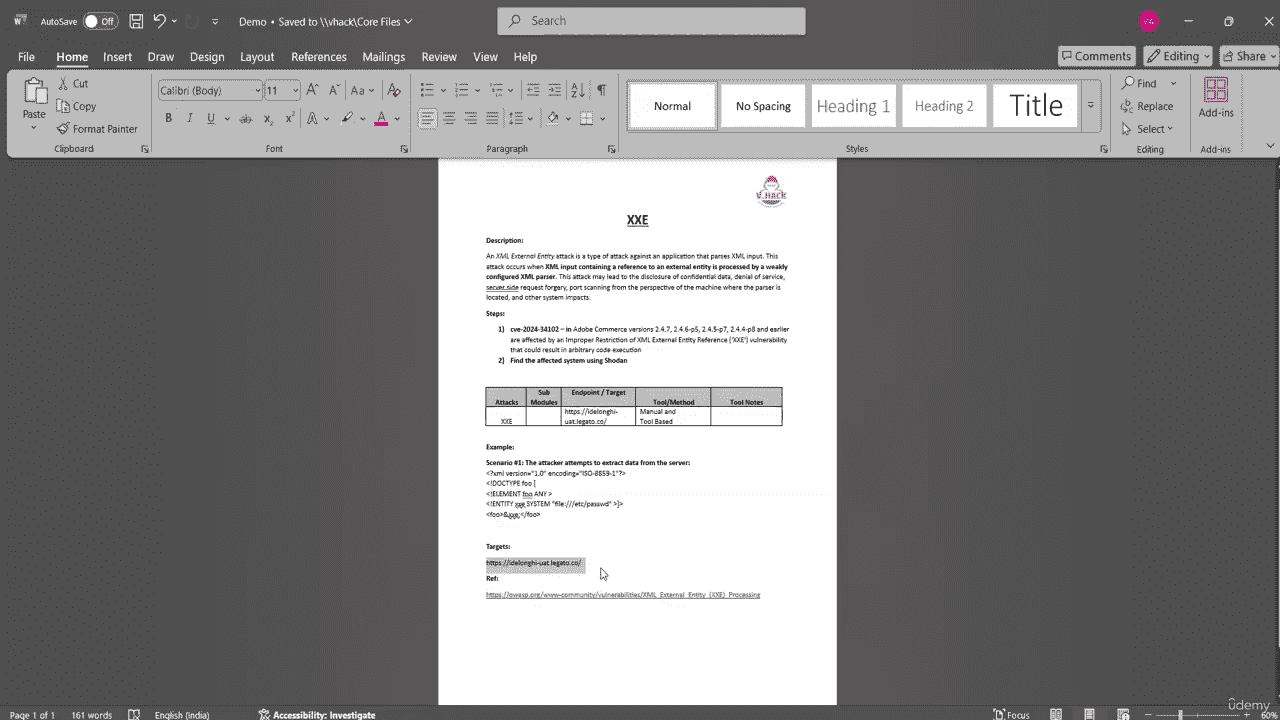 AutoSave Off Demo.docx Search
File Home Insert Draw Design Layout References Mailings Review View Help Comments Editing Share
Cut
Copy
Format Painter
Clipboard
Calibri (Body)
Font
Paragraph
Normal
No Spacing
Heading 1
Heading 2
Title
Styles
Find
Replace
Select
Editing
Add-ins
Add-ins
V HACK
XXE
Description:
An XML External Entity attack is a type of attack against an application that parses XML input. This
attack occurs when XML input containing a reference to an external entity is processed by a weakly
configured XML parser. This attack may lead to the disclosure of confidential data, denial of service,
server side request forgery, port scanning from the perspective of the machine where the parser is
located, and other system impacts.
Steps:
1) cve-2024-34102 – in Adobe Commerce versions 2.4.7, 2.4.6-p5, 2.4.5-p7, 2.4.4-p8 and earlier
are affected by an Improper Restriction of XML External Entity Reference ('XXE') vulnerability
that could result in arbitrary code execution
2) Find the affected system using Shodan
Attacks Sub Modules Endpoint / Target Tool/Method Tool Notes
XXE https://idelonghi-uat.legato.co/ Manual and Tool Based
Example:
Scenario #1: The attacker attempts to extract data from the server:
<?xml version="1.0" encoding="ISO-8859-1"?>
<!DOCTYPE foo [
<!ELEMENT foo ANY >
<!ENTITY xxe SYSTEM "file:///etc/passwd" >]>
<foo>&xxe;</foo>
Targets:
https://idelonghi-uat.legato.co/
Ref:
https://owasp.org/www-community/vulnerabilities/XML_External_Entity_(XXE)_Processing
Page 1 of 1 161 words English (India) Accessibility: Investigate Focus 60%
Udemy